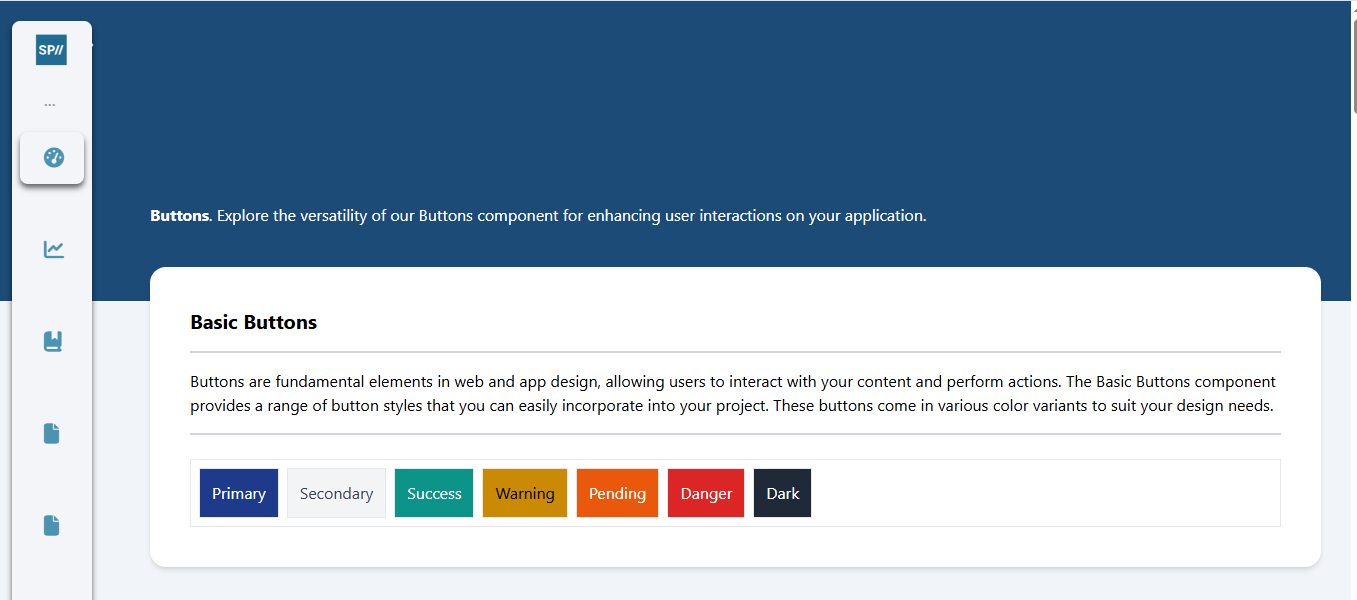 SP//
...
Buttons. Explore the versatility of our Buttons component for enhancing user interactions on your application.
Basic Buttons
Buttons are fundamental elements in web and app design, allowing users to interact with your content and perform actions. The Basic Buttons component
provides a range of button styles that you can easily incorporate into your project. These buttons come in various color variants to suit your design needs.
Primary Secondary Success Warning Pending Danger Dark